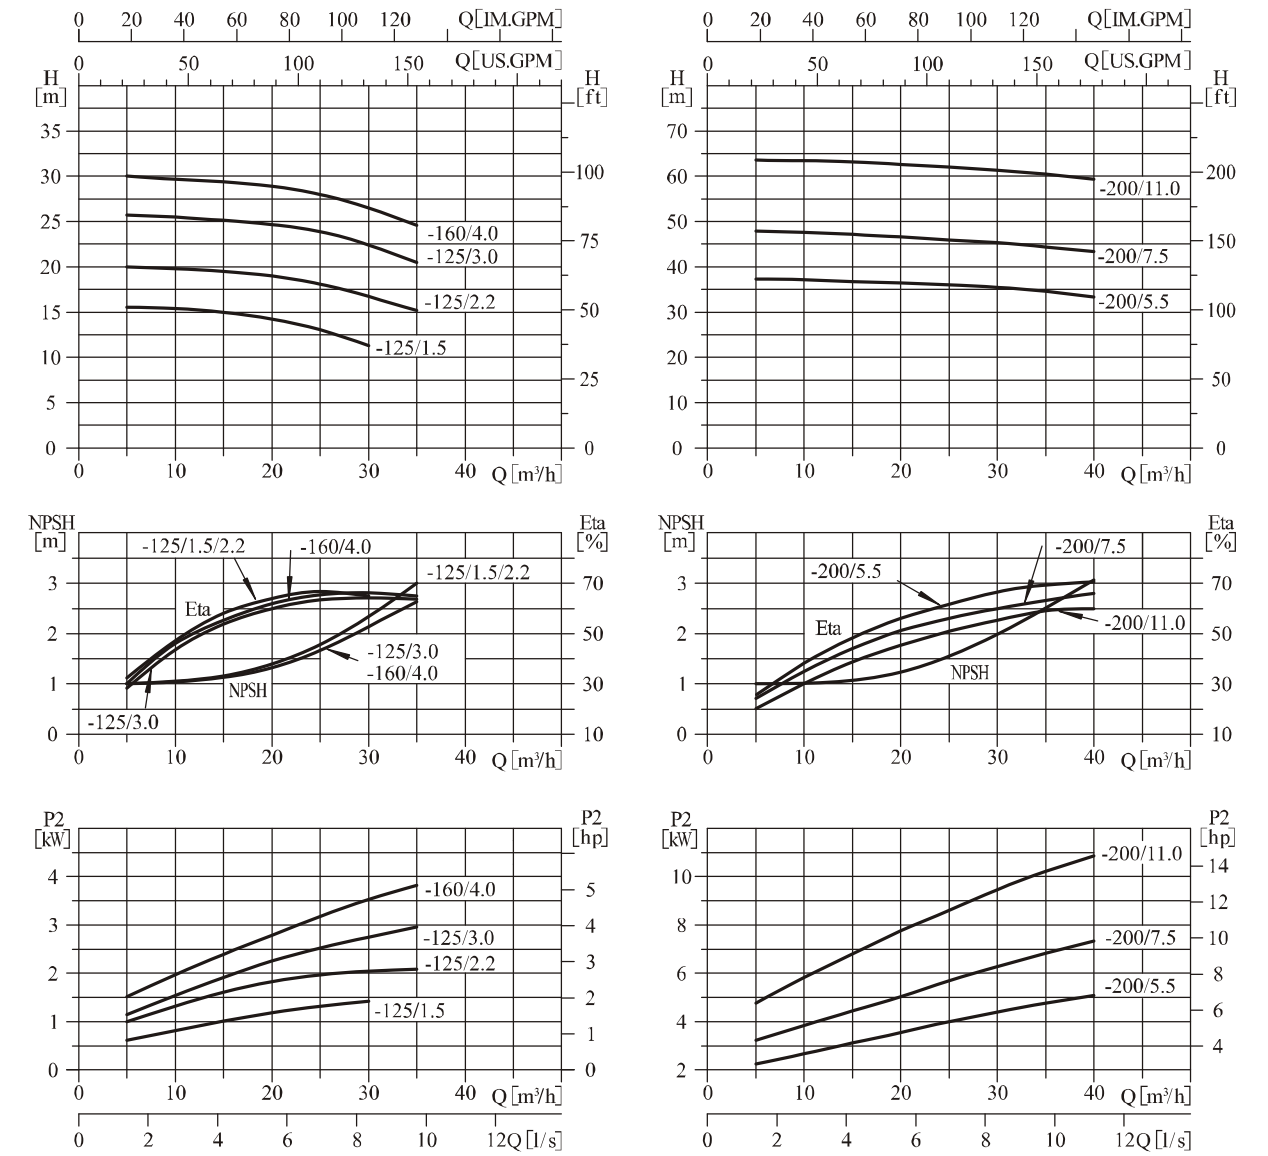 0 20 40 60 80 100 120 Q[IM.GPM]
0 50 100 150 Q[US.GPM]
H
[m]
H
[ft]
35
30
25
20
15
10
5
0
100
75
50
25
0
-160/4.0
-125/3.0
-125/2.2
-125/1.5
0 10 20 30 40 Q[m³/h]
0 20 40 60 80 100 120 Q[IM.GPM]
0 50 100 150 Q[US.GPM]
H
[m]
H
[ft]
70
60
50
40
30
20
10
0
200
150
100
50
0
-200/11.0
-200/7.5
-200/5.5
0 10 20 30 40 Q[m³/h]
NPSH
[m]
Eta
[%]
3
2
1
0
70
50
30
10
-125/1.5/2.2
-160/4.0
-125/1.5/2.2
Eta
-125/3.0
-160/4.0
NPSH
-125/3.0
0 10 20 30 40 Q[m³/h]
NPSH
[m]
Eta
[%]
3
2
1
0
70
50
30
10
-200/7.5
-200/5.5
Eta
-200/11.0
NPSH
0 10 20 30 40 Q[m³/h]
P2
[kW]
P2
[hp]
4
3
2
1
0
5
4
3
2
1
0
-160/4.0
-125/3.0
-125/2.2
-125/1.5
0 10 20 30 40 Q[m³/h]
0 2 4 6 8 10 12Q[l/s]
P2
[kW]
P2
[hp]
10
8
6
4
2
14
12
10
8
6
4
-200/11.0
-200/7.5
-200/5.5
0 10 20 30 40 Q[m³/h]
0 2 4 6 8 10 12Q[l/s]